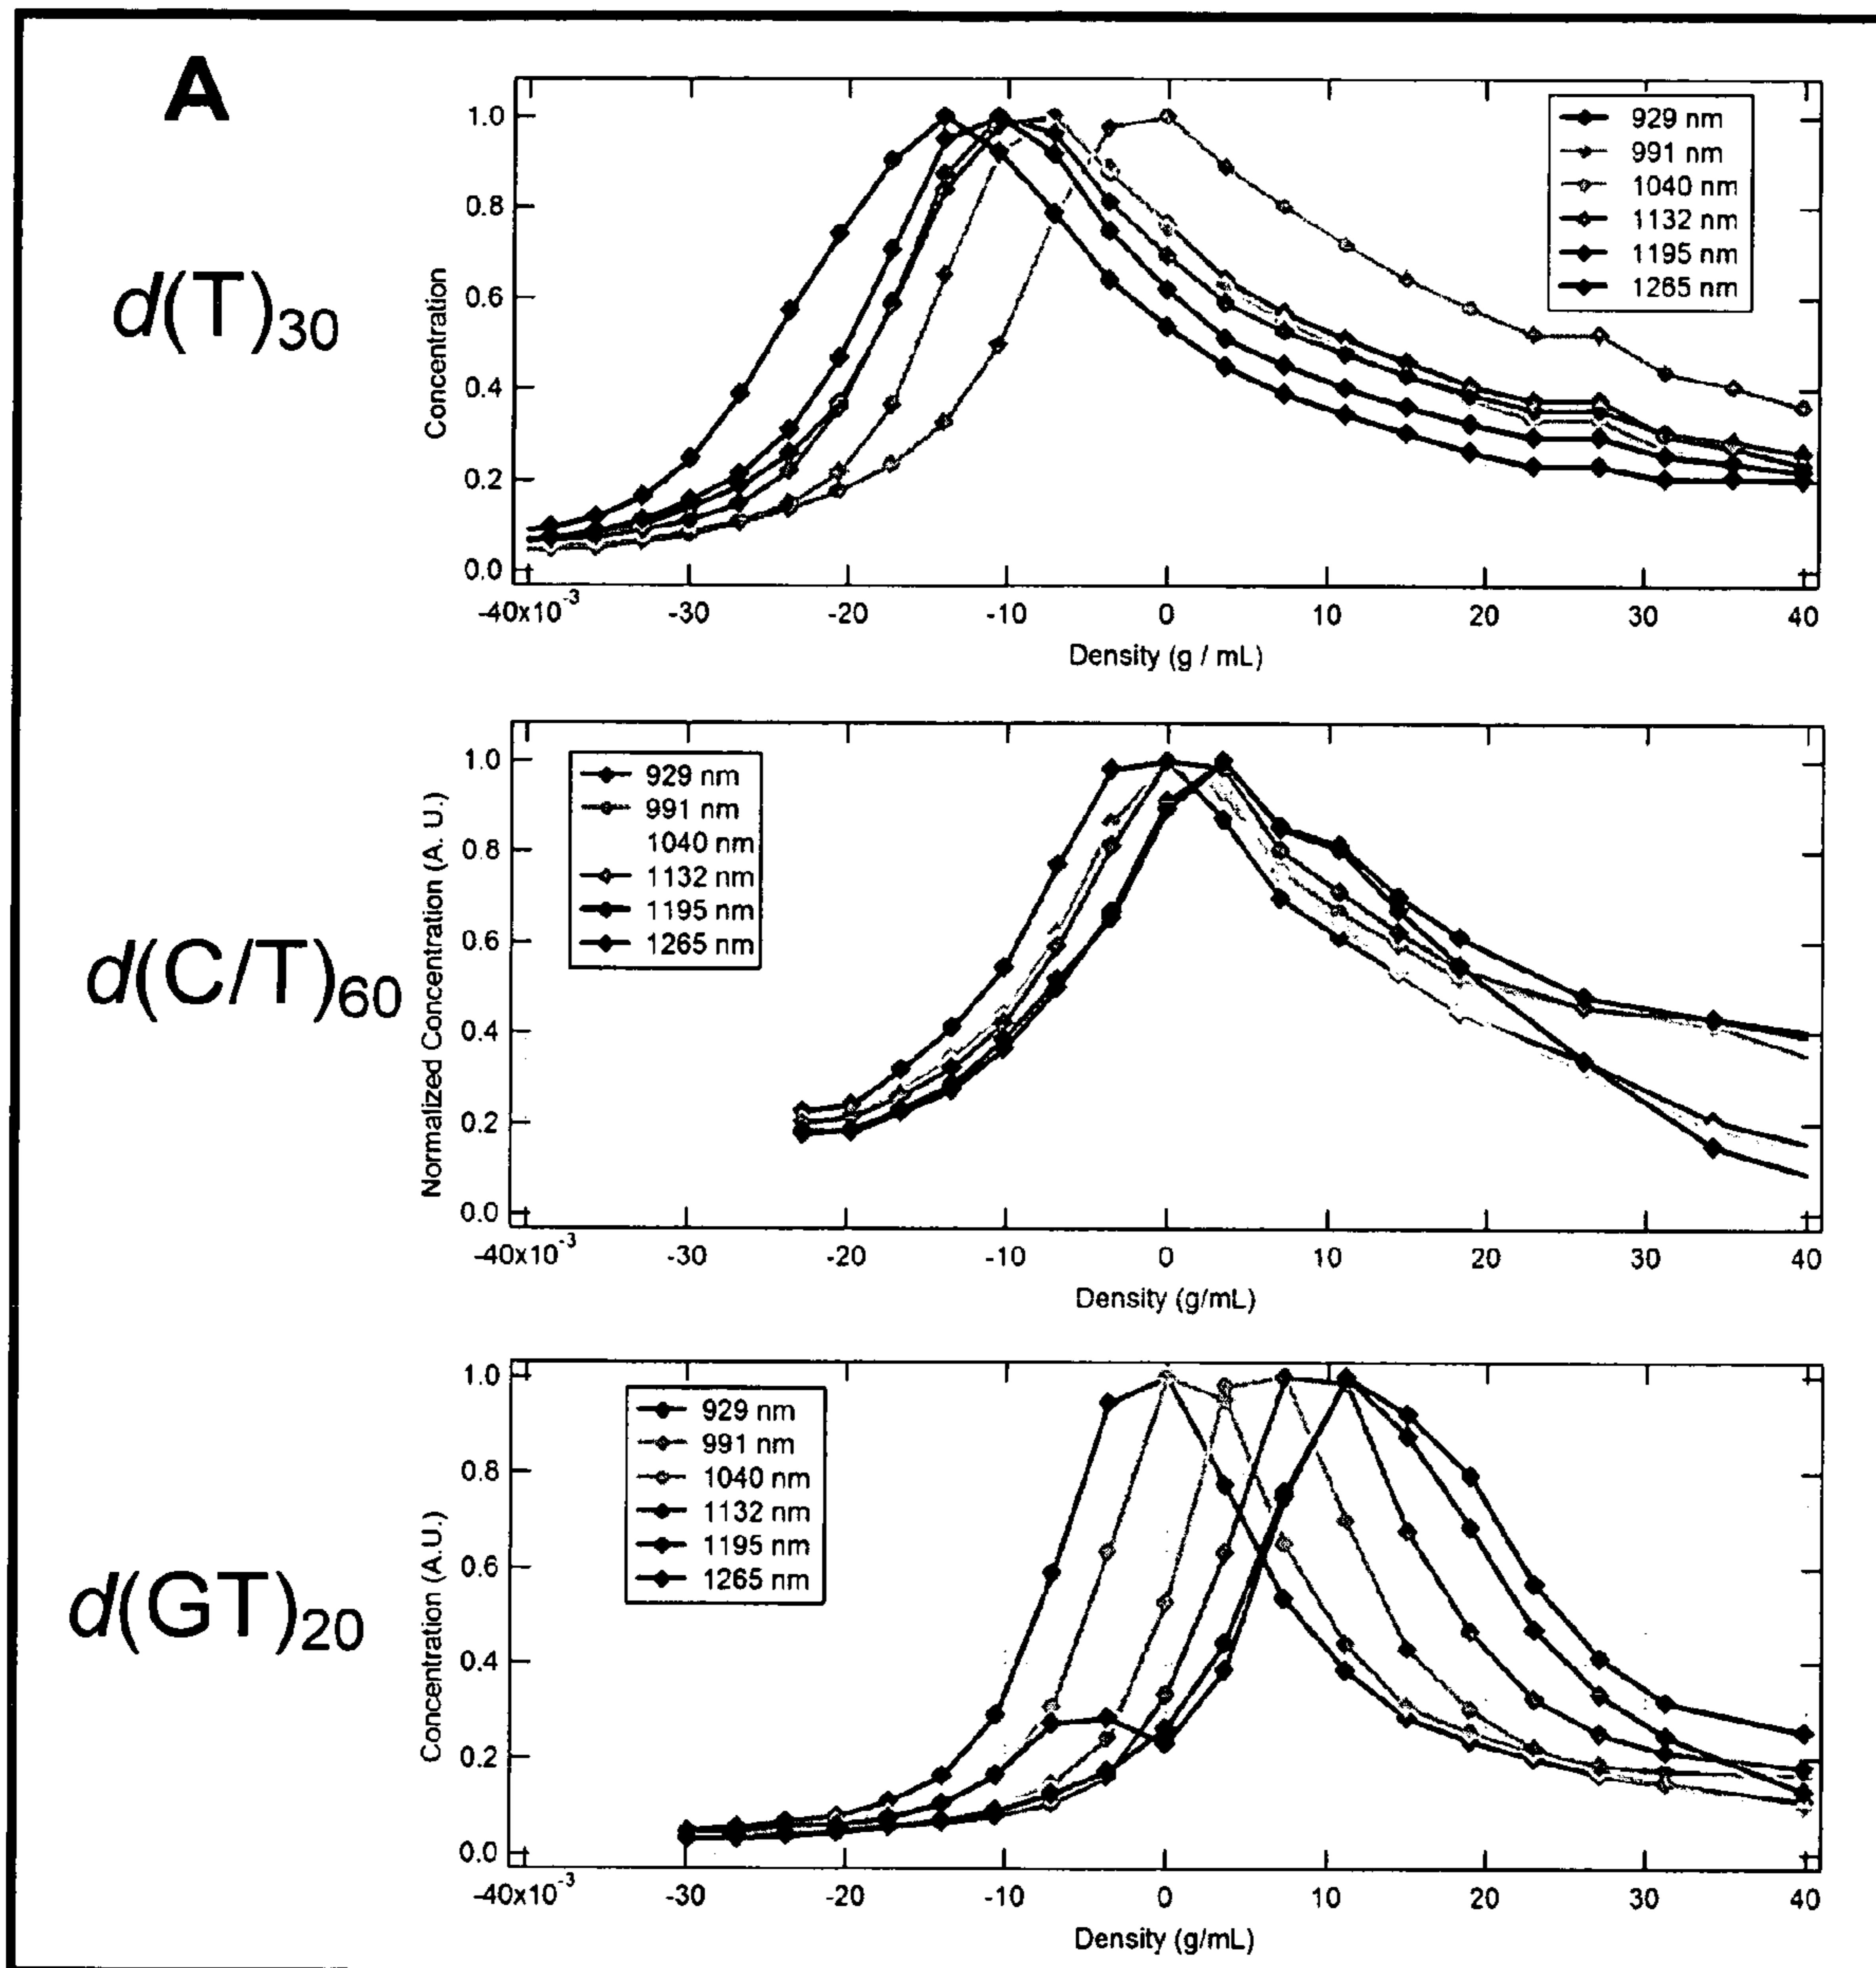 A
d(T)30
Concentration
1.0
0.8
0.6
0.4
0.2
0.0
929 nm
991 nm
1040 nm
1132 nm
1195 nm
1265 nm
-40x10-3 -30 -20 -10 0 10 20 30 40
Density (g / mL)
d(C/T)60
Normalized Concentration (A. U.)
1.0
0.8
0.6
0.4
0.2
0.0
929 nm
991 nm
1040 nm
1132 nm
1195 nm
1265 nm
-40x10-3 -30 -20 -10 0 10 20 30 40
Density (g/mL)
d(GT)20
Concentration (A.U.)
1.0
0.8
0.6
0.4
0.2
0.0
929 nm
991 nm
1040 nm
1132 nm
1195 nm
1265 nm
-40x10-3 -30 -20 -10 0 10 20 30 40
Density (g/mL)